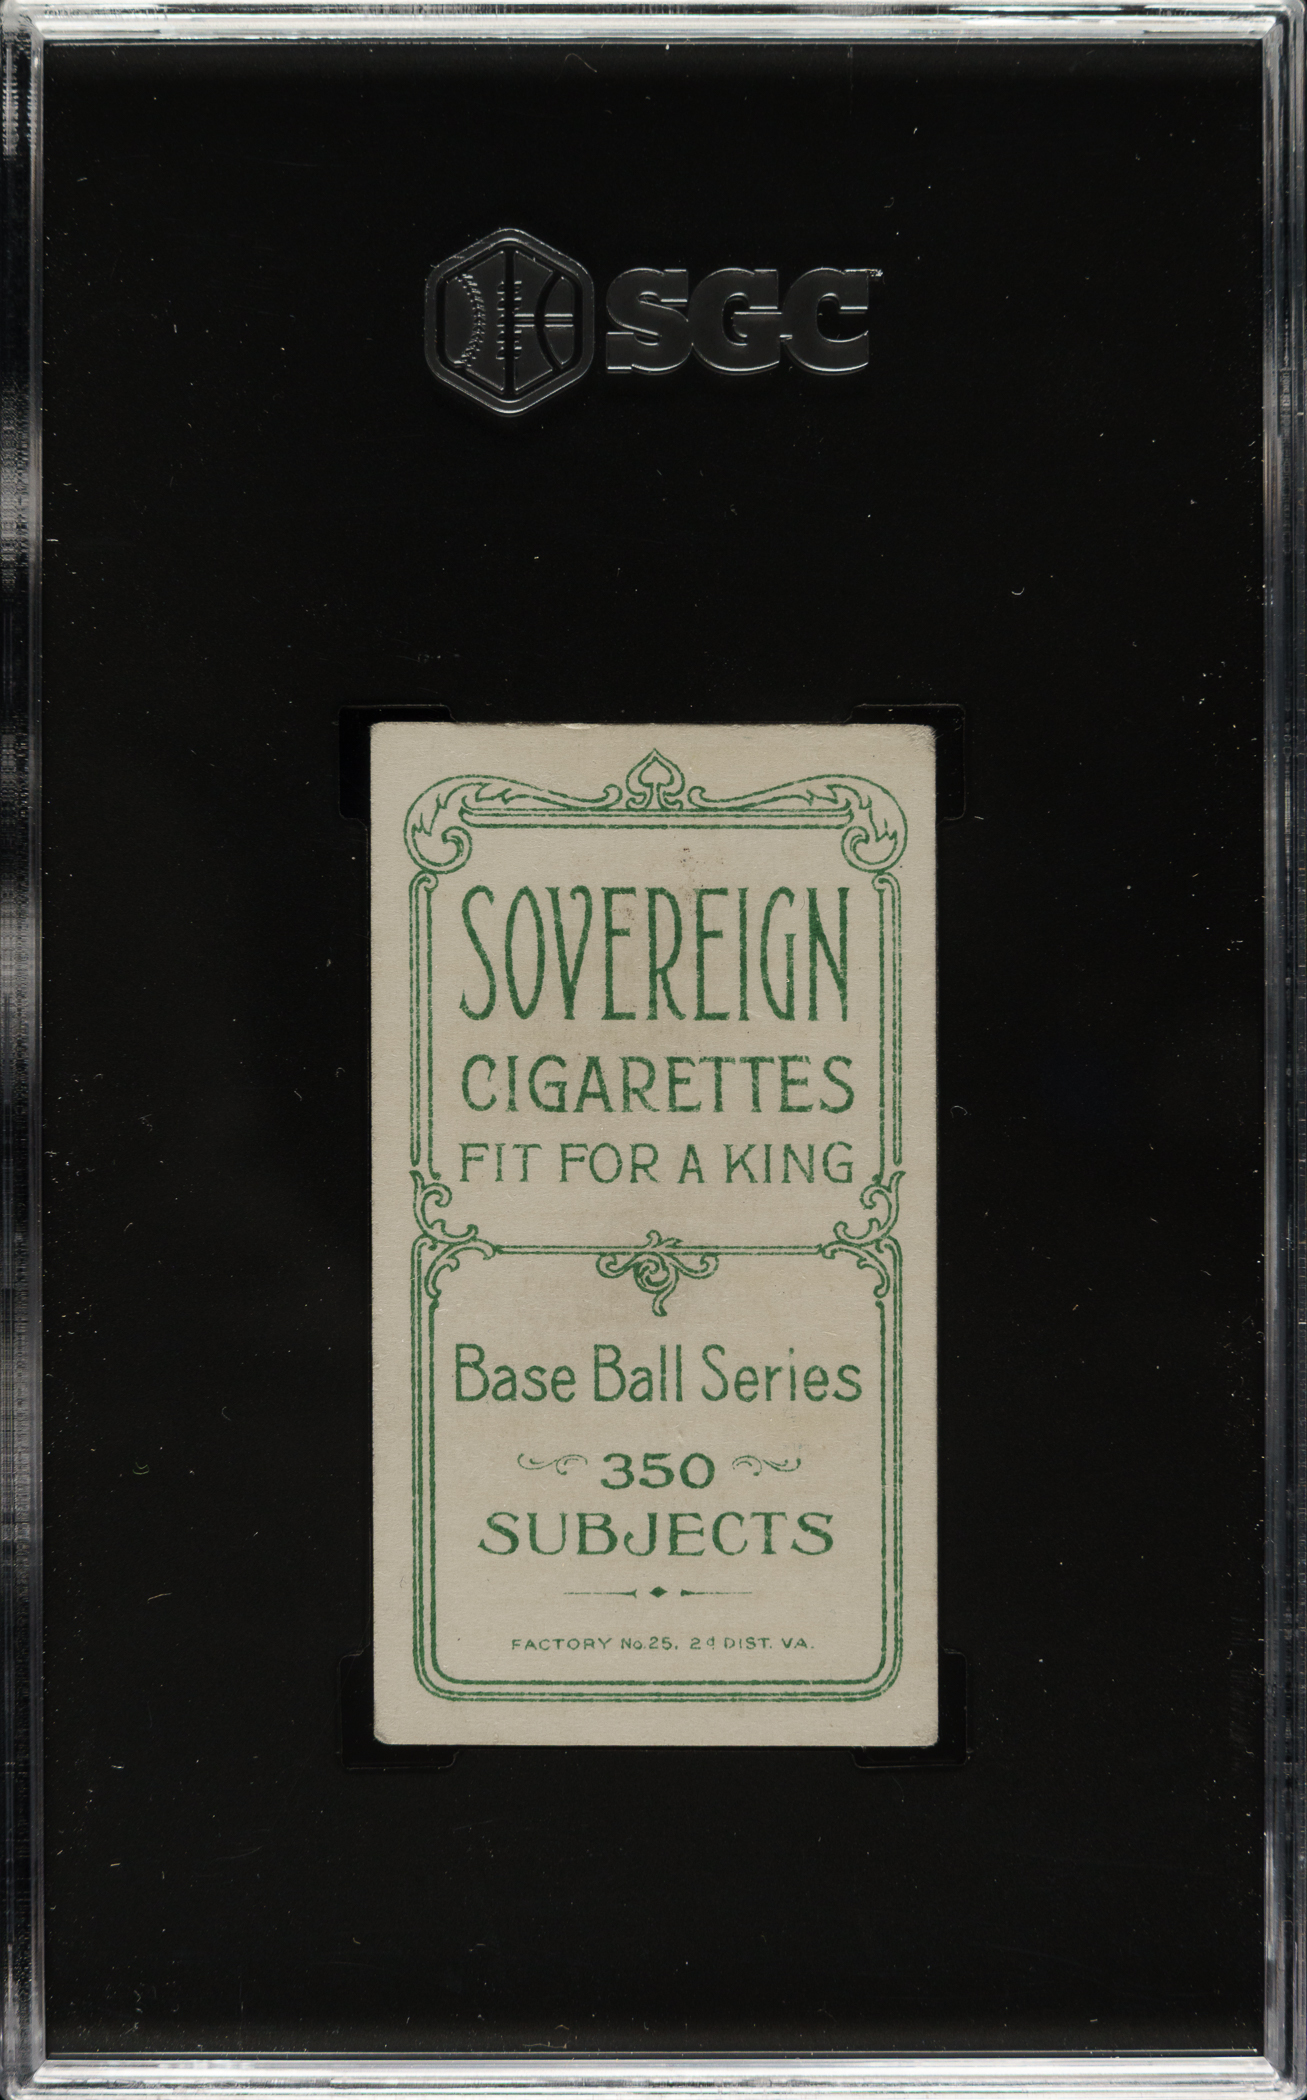 SGC
SOVEREIGN
CIGARETTES
FIT FOR A KING
Base Ball Series
350
SUBJECTS
FACTORY No. 25, 2d DIST. VA.